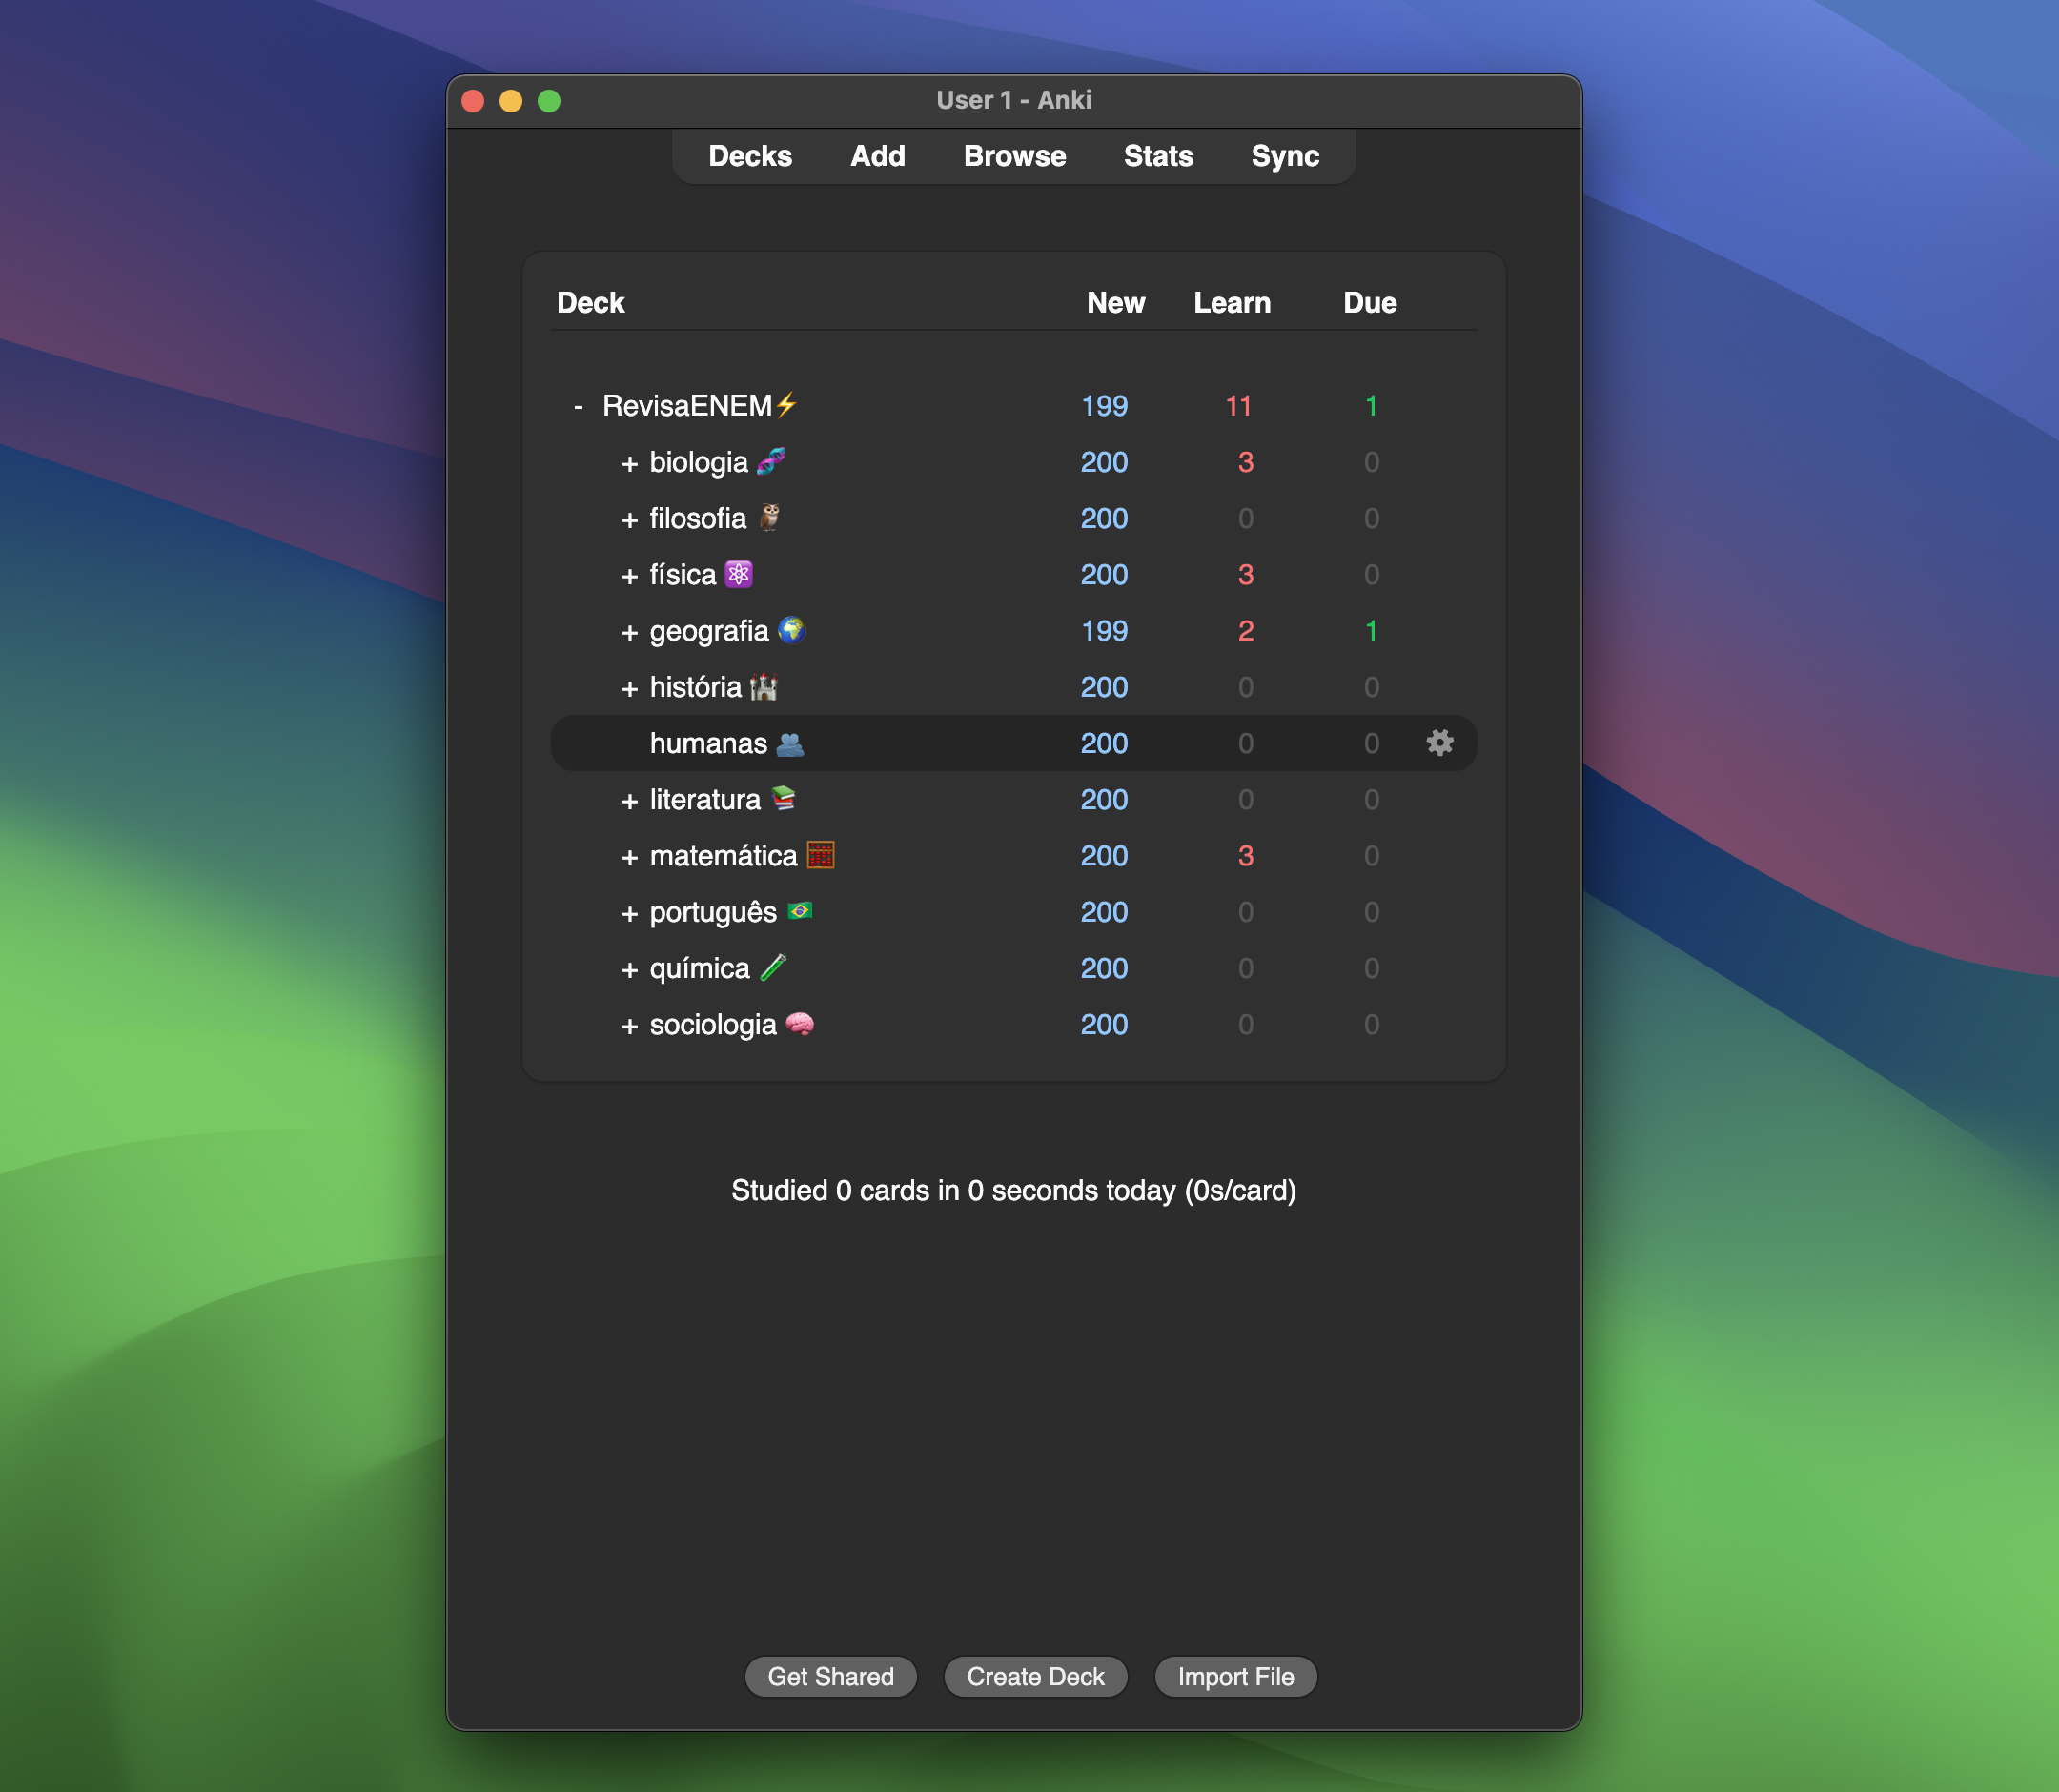 User 1 - Anki
Decks Add Browse Stats Sync
Deck New Learn Due
- RevisaENEM⚡ 199 11 1
+ biologia 🧬 200 3 0
+ filosofia 🦉 200 0 0
+ física ⚛️ 200 3 0
+ geografia 🌍 199 2 1
+ história 🏰 200 0 0
humanas 👥 200 0 0
+ literatura 📚 200 0 0
+ matemática 🧮 200 3 0
+ português 🇧🇷 200 0 0
+ química 🧪 200 0 0
+ sociologia 🧠 200 0 0
Studied 0 cards in 0 seconds today (0s/card)
Get Shared Create Deck Import File